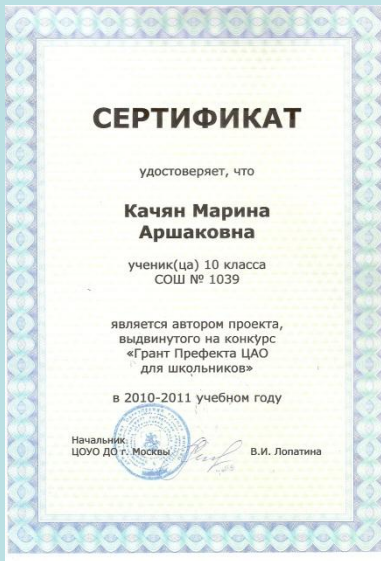 СЕРТИФИКАТ
удостоверяет, что
Качян Марина
Аршаковна
ученик(ца) 10 класса
СОШ № 1039
является автором проекта,
выдвинутого на конкурс
«Грант Префекта ЦАО
для школьников»
в 2010-2011 учебном году
Начальник
ЦОУО ДО г. Москвы
В.И. Лопатина